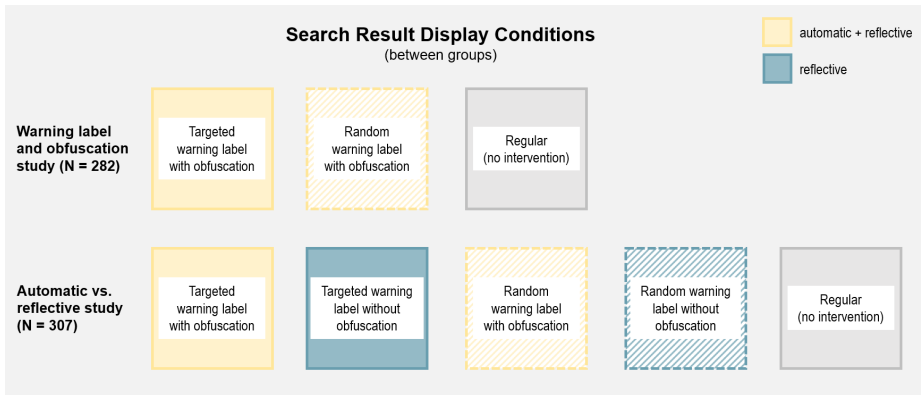 Search Result Display Conditions
(between groups)
automatic + reflective
reflective
Warning label
and obfuscation
study (N = 282)
Targeted
warning label
with obfuscation
Random
warning label
with obfuscation
Regular
(no intervention)
Automatic vs.
reflective study
(N = 307)
Targeted
warning label
with obfuscation
Targeted warning
label without
obfuscation
Random
warning label
with obfuscation
Random warning
label without
obfuscation
Regular
(no intervention)